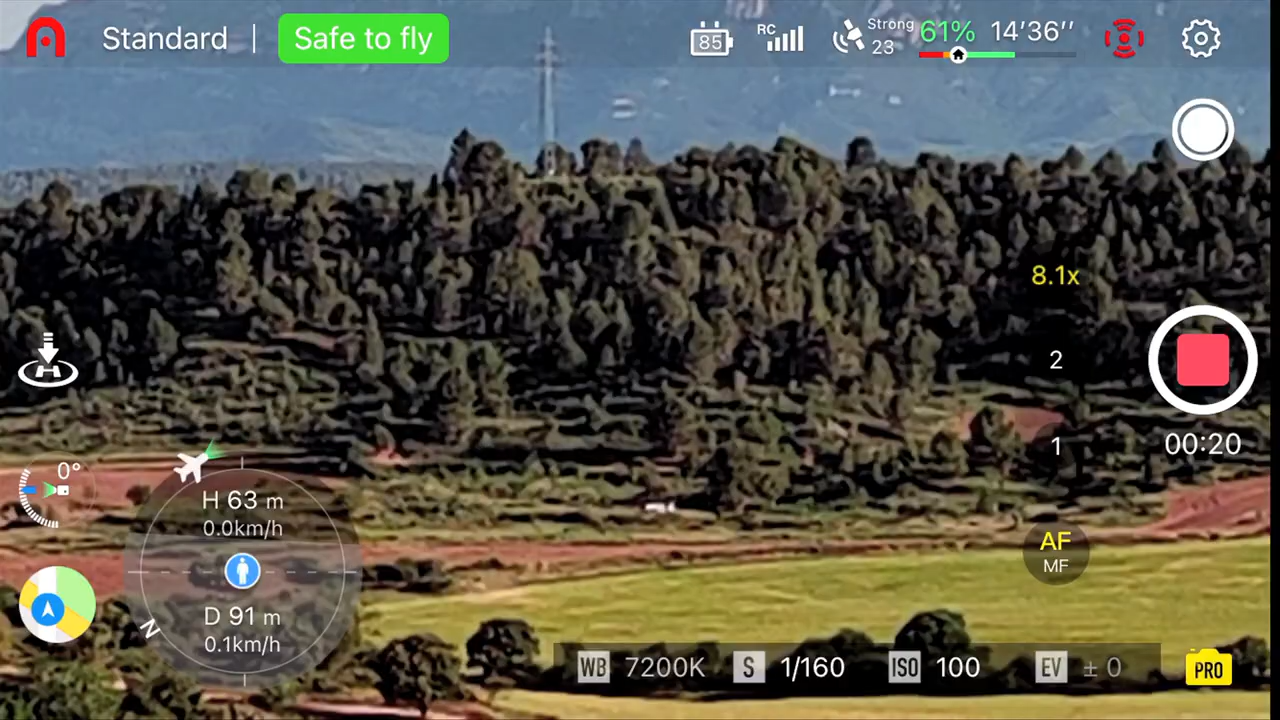 Standard
Safe to fly
85
RC
Strong
23
61%
14'36''
8.1x
2
1
00:20
0°
H 63 m
0.0km/h
D 91 m
0.1km/h
N
AF
MF
WB 7200K
S 1/160
ISO 100
EV ± 0
PRO